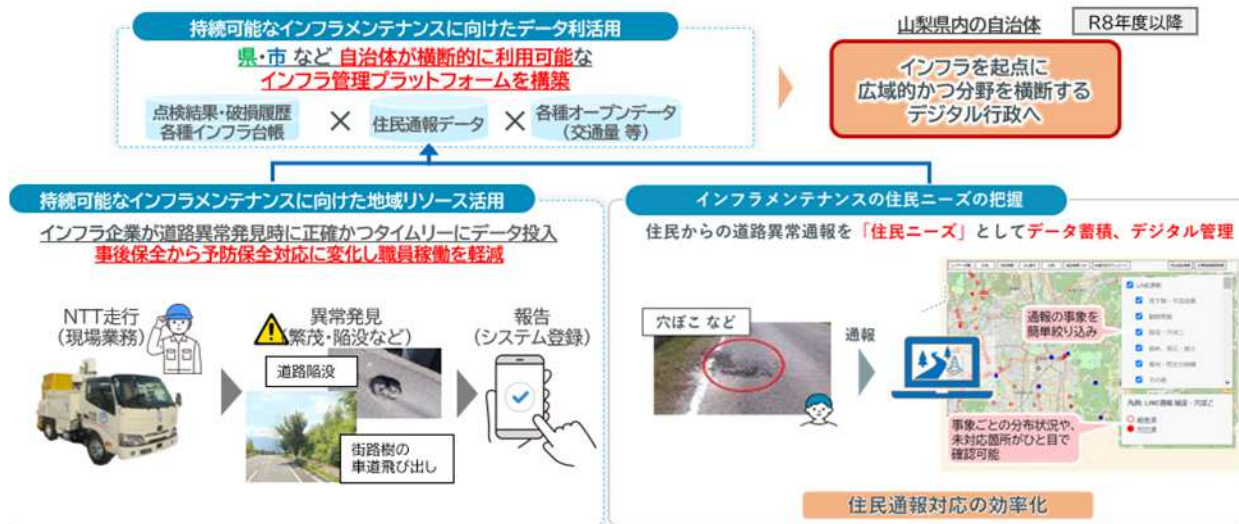 持続可能なインフラメンテナンスに向けたデータ利活用
県・市 など 自治体が横断的に利用可能な
インフラ管理プラットフォームを構築
点検結果・破損履歴
各種インフラ台帳
×
住民通報データ
×
各種オープンデータ
(交通量 等)
山梨県内の自治体
R8年度以降
インフラを起点に
広域的かつ分野を横断する
デジタル行政へ
持続可能なインフラメンテナンスに向けた地域リソース活用
インフラ企業が道路異常発見時に正確かつタイムリーにデータ投入
事後保全から予防保全対応に変化し職員稼働を軽減
NTT走行
(現場業務)
異常発見
(繁茂・陥没など)
道路陥没
街路樹の
車道飛び出し
報告
(システム登録)
インフラメンテナンスの住民ニーズの把握
住民からの道路異常通報を「住民ニーズ」としてデータ蓄積、デジタル管理
穴ぼこ など
通報
通報の事象を
簡単絞り込み
事象ごとの分布状況や、
未対応箇所がひと目で
確認可能
LINE通報
その他
住民通報対応の効率化